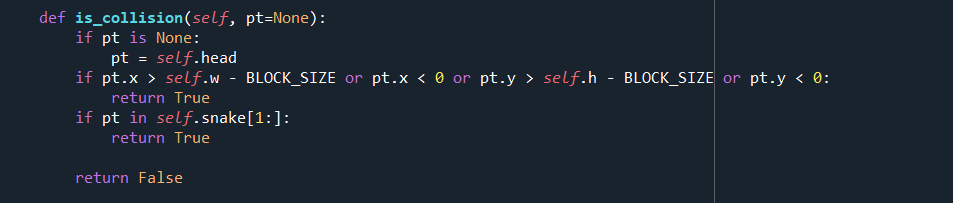 def is_collision(self, pt=None):
    if pt is None:
        pt = self.head
    if pt.x > self.w - BLOCK_SIZE or pt.x < 0 or pt.y > self.h - BLOCK_SIZE or pt.y < 0:
        return True
    if pt in self.snake[1:]:
        return True

    return False